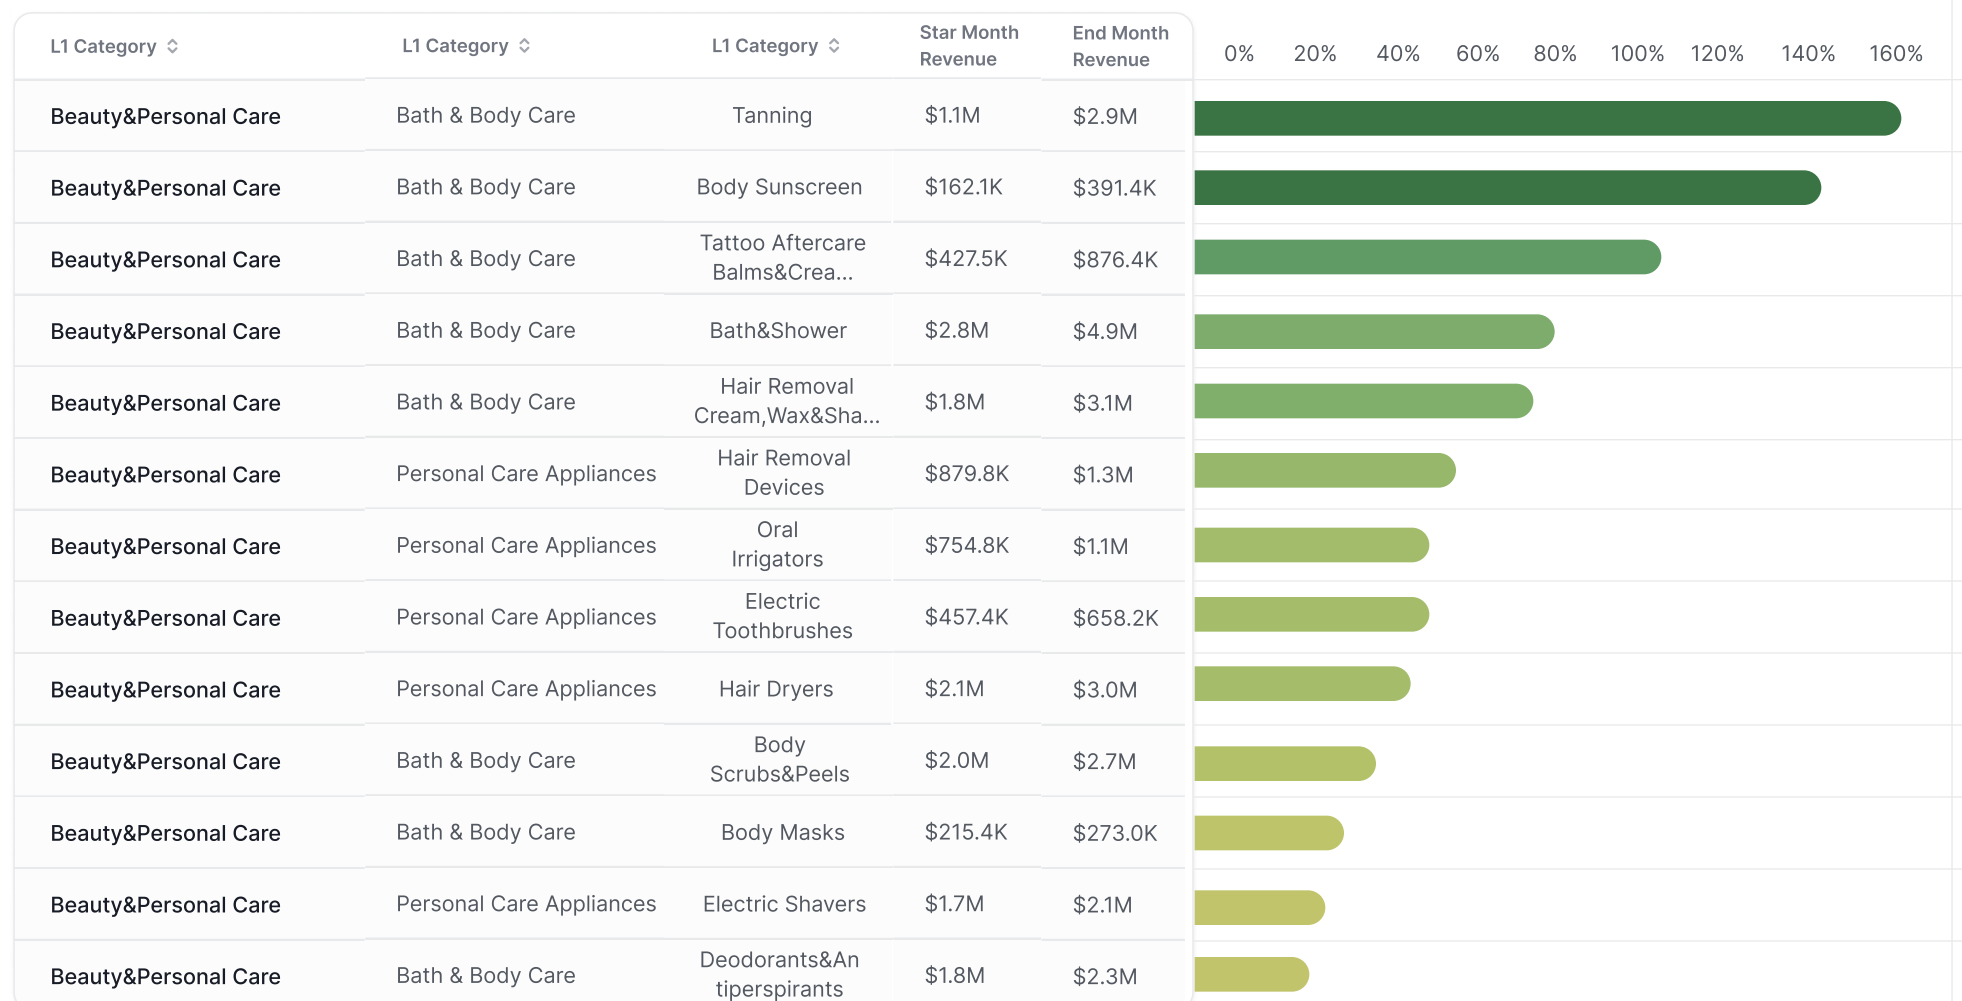 L1 Category
L1 Category
L1 Category
Star Month
Revenue
End Month
Revenue
0% 20% 40% 60% 80% 100% 120% 140% 160%
Beauty&Personal Care
Bath & Body Care
Tanning
$1.1M
$2.9M
Beauty&Personal Care
Bath & Body Care
Body Sunscreen
$162.1K
$391.4K
Beauty&Personal Care
Bath & Body Care
Tattoo Aftercare
Balms&Crea...
$427.5K
$876.4K
Beauty&Personal Care
Bath & Body Care
Bath&Shower
$2.8M
$4.9M
Beauty&Personal Care
Bath & Body Care
Hair Removal
Cream,Wax&Sha...
$1.8M
$3.1M
Beauty&Personal Care
Personal Care Appliances
Hair Removal
Devices
$879.8K
$1.3M
Beauty&Personal Care
Personal Care Appliances
Oral
Irrigators
$754.8K
$1.1M
Beauty&Personal Care
Personal Care Appliances
Electric
Toothbrushes
$457.4K
$658.2K
Beauty&Personal Care
Personal Care Appliances
Hair Dryers
$2.1M
$3.0M
Beauty&Personal Care
Bath & Body Care
Body
Scrubs&Peels
$2.0M
$2.7M
Beauty&Personal Care
Bath & Body Care
Body Masks
$215.4K
$273.0K
Beauty&Personal Care
Personal Care Appliances
Electric Shavers
$1.7M
$2.1M
Beauty&Personal Care
Bath & Body Care
Deodorants&An
tiperspirants
$1.8M
$2.3M